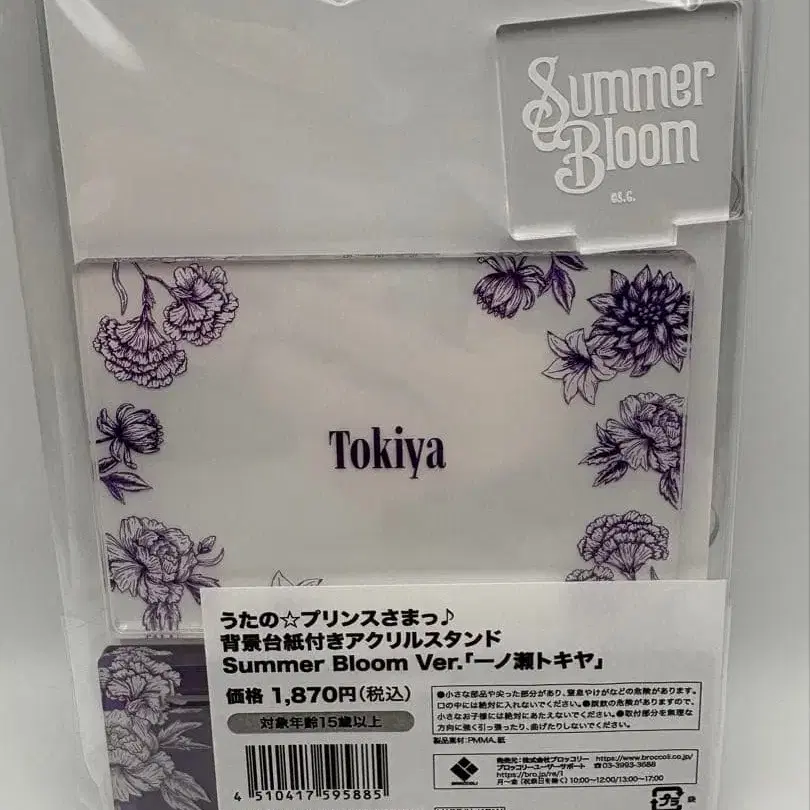 Summer
Bloom
©S.G.
Tokiya
うたの☆プリンスさまっ♪
背景台紙付きアクリルスタンド
Summer Bloom Ver.「一ノ瀬トキヤ」
価格 1,870円(税込)
対象年齢15歳以上
●小さな部品や尖った部分があり、窒息やけがなどの危険があります。
口の中には絶対に入れないでください。●誤飲の危険がありますので、
小さなお子様には絶対にあたえないでください。●取付部分を無理な
方向に強く引っ張ったり、曲げたりしないでください。
製品素材:PMMA、紙
発売元:株式会社ブロッコリー https://www.broccoli.co.jp/
ブロッコリーユーザーサポート ☎03-3993-3688
https://bro.jp/re/1
月~金(祝祭日を除く)10:00~12:00/13:00~17:00
BROCCOLI
プラ
袋
4 510417 595885